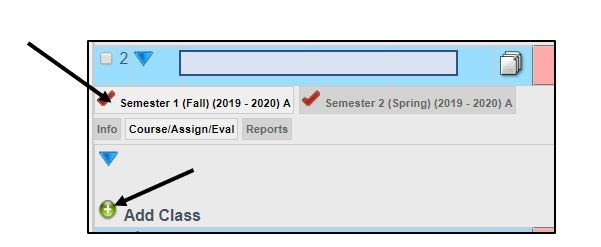 2
Semester 1 (Fall) (2019 - 2020) A Semester 2 (Spring) (2019 - 2020) A
Info Course/Assign/Eval Reports
Add Class